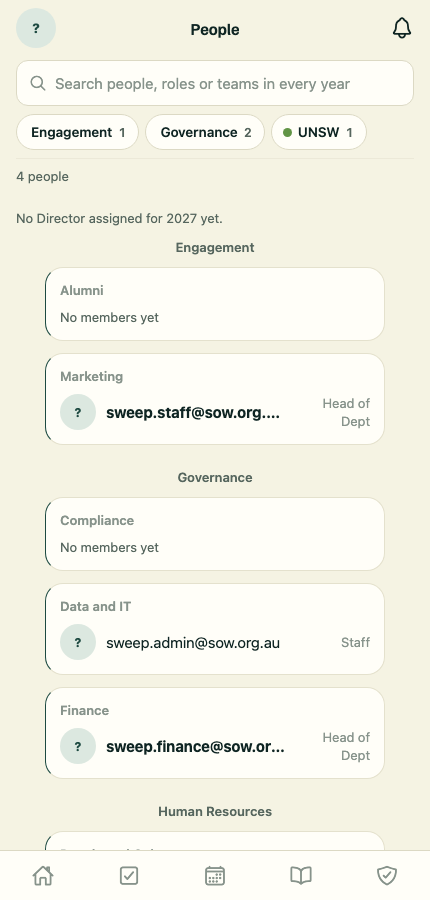 ?
People
Search people, roles or teams in every year
Engagement 1
Governance 2
UNSW 1
4 people
No Director assigned for 2027 yet.
Engagement
Alumni
No members yet
Marketing
?
sweep.staff@sow.org....
Head of
Dept
Governance
Compliance
No members yet
Data and IT
?
sweep.admin@sow.org.au
Staff
Finance
?
sweep.finance@sow.or...
Head of
Dept
Human Resources